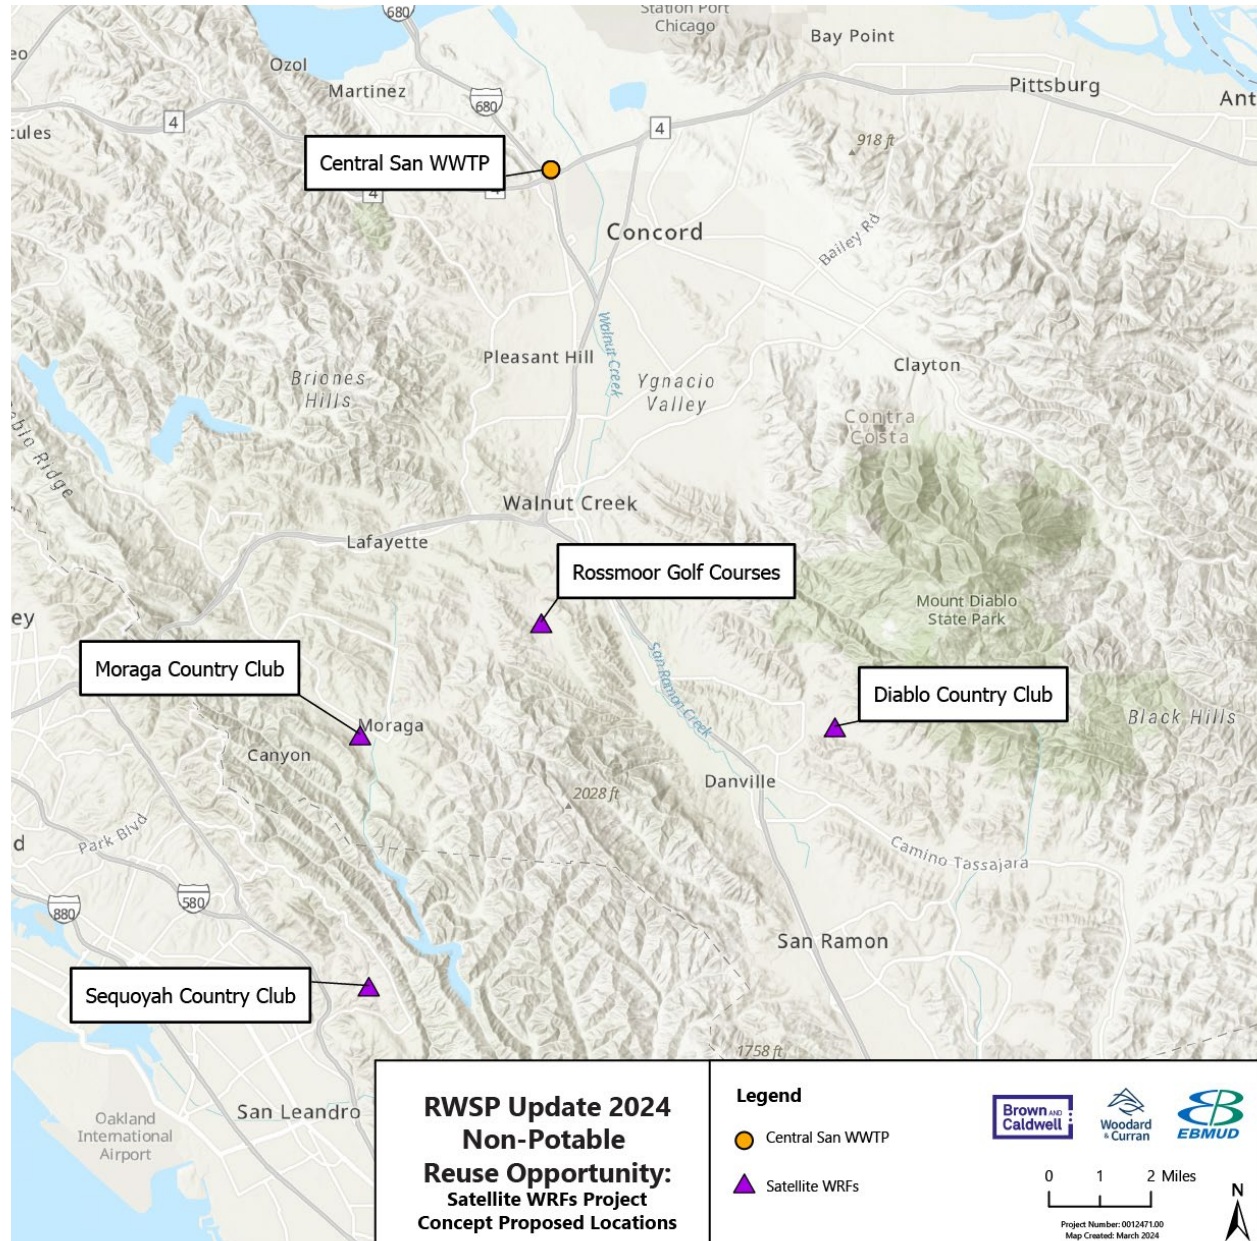 680
Station Port
Chicago
Bay Point
eo
Ozol
Martinez
680
Pittsburg
Ant
cules
4
4
918 ft
Central San WWTP
4
4
Concord
Bailey Rd
Walnut Creek
Pleasant Hill
Clayton
Briones
Hills
Ygnacio
Valley
Contra
Costa
ablo Ridge
Walnut Creek
Lafayette
Rossmoor Golf Courses
Mount Diablo
State Park
ey
Moraga Country Club
San Ramon Creek
Diablo Country Club
Black Hills
Moraga
Canyon
Danville
2028 ft
Park Blvd
d
Camino Tassajara
580
880
San Ramon
Sequoyah Country Club
1758 ft
Oakland
International
Airport
San Leandro
RWSP Update 2024
Non-Potable
Reuse Opportunity:
Satellite WRFs Project
Concept Proposed Locations
Legend
Central San WWTP
Satellite WRFs
Brown AND
Caldwell
Woodard
& Curran
EBMUD
0 1 2 Miles
N
Project Number: 0012471.00
Map Created: March 2024